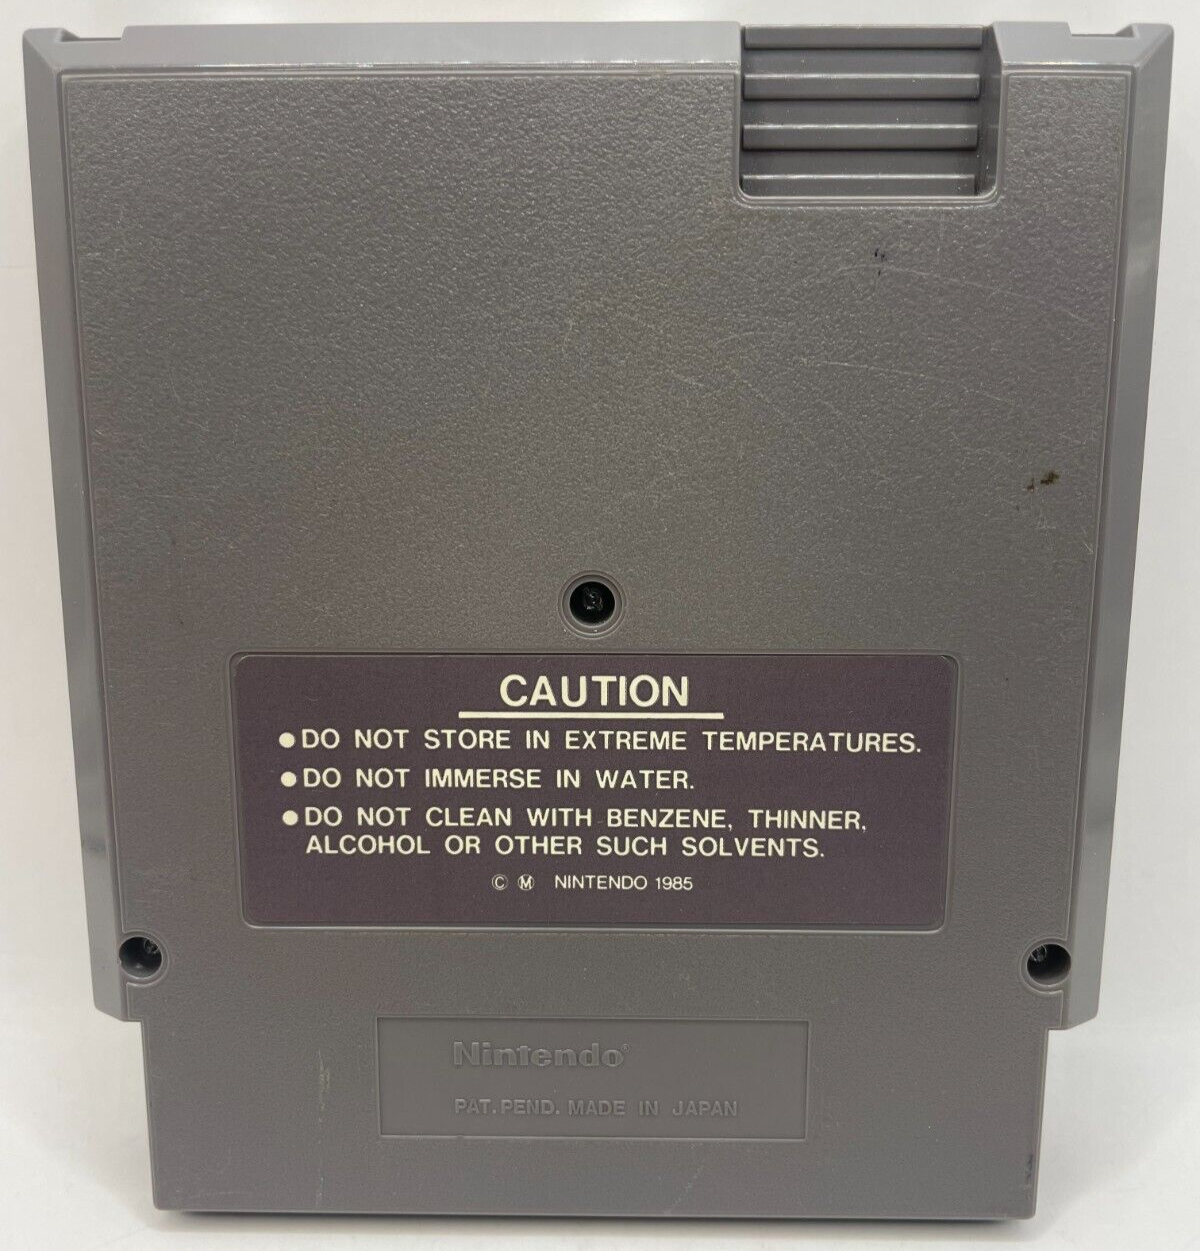 CAUTION
●DO NOT STORE IN EXTREME TEMPERATURES.
●DO NOT IMMERSE IN WATER.
●DO NOT CLEAN WITH BENZENE, THINNER,
ALCOHOL OR OTHER SUCH SOLVENTS.
© Ⓜ NINTENDO 1985
Nintendo®
PAT. PEND. MADE IN JAPAN